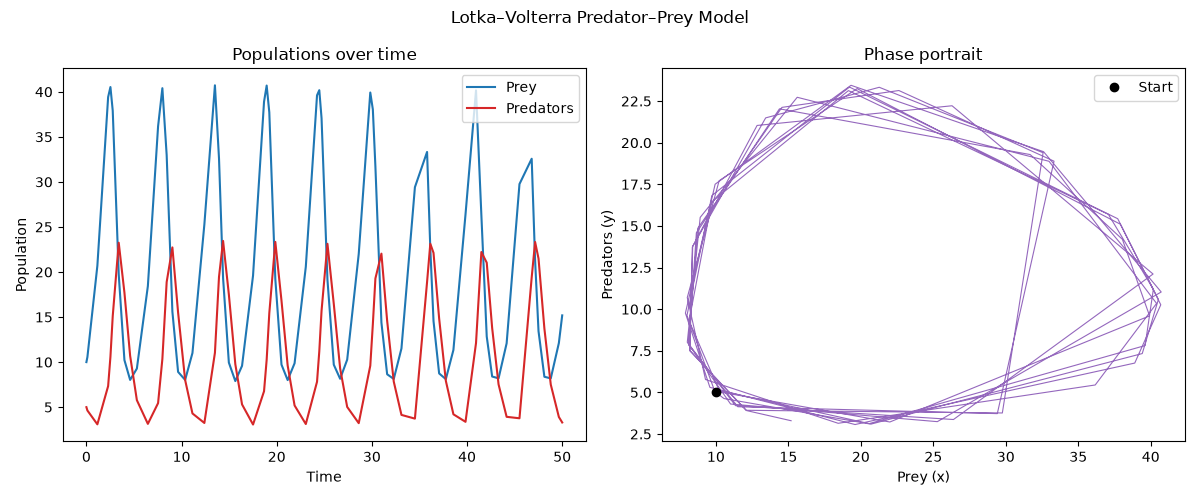 Lotka–Volterra Predator–Prey Model
Populations over time
Population
40
35
30
25
20
15
10
5
Prey
Predators
0 10 20 30 40 50
Time
Phase portrait
Predators (y)
22.5
20.0
17.5
15.0
12.5
10.0
7.5
5.0
2.5
Start
10 15 20 25 30 35 40
Prey (x)